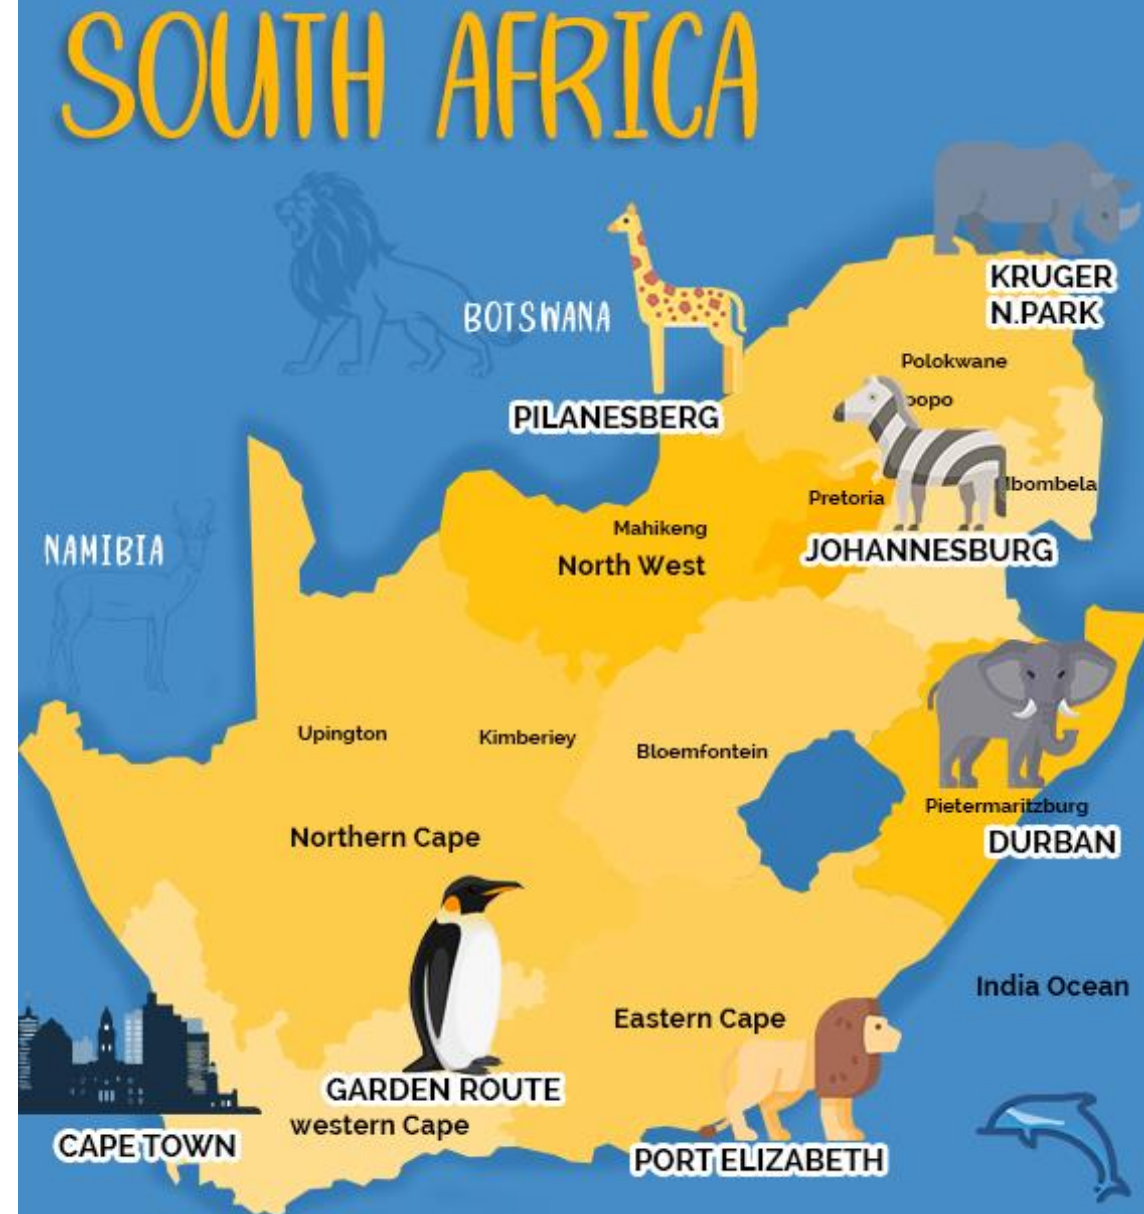 SOUTH AFRICA
KRUGER
N.PARK
BOTSWANA
Polokwane
PILANESBERG
Pretoria
Mahikeng
JOHANNESBURG
NAMIBIA
North West
Upington
Kimberiey
Bloemfontein
Pietermaritzburg
Northern Cape
DURBAN
India Ocean
Eastern Cape
GARDEN ROUTE
western Cape
CAPE TOWN
PORT ELIZABETH